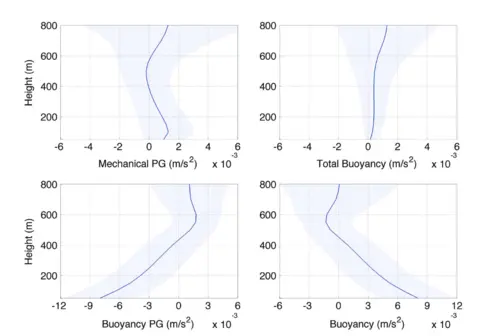 800
600
400
200
Height (m)
-6 -4 -2 0 2 4 6
Mechanical PG (m/s²) x 10⁻³
800
600
400
200
-6 -4 -2 0 2 4 6
Total Buoyancy (m/s²) x 10⁻³
800
600
400
200
Height (m)
-12 -9 -6 -3 0 3 6
Buoyancy PG (m/s²) x 10⁻³
800
600
400
200
-6 -3 0 3 6 9 12
Buoyancy (m/s²) x 10⁻³